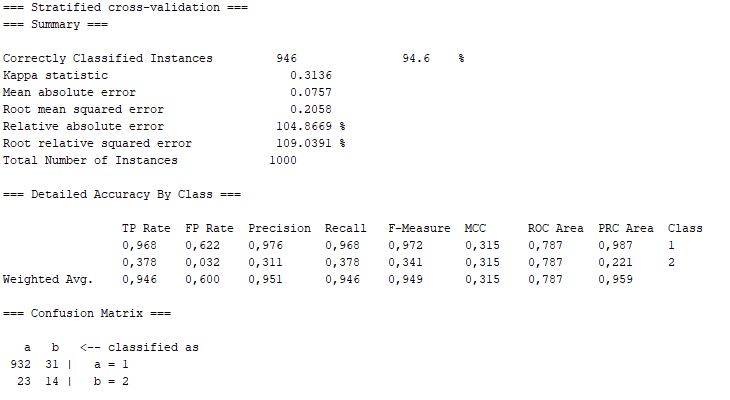 === Stratified cross-validation ===
=== Summary ===
Correctly Classified Instances 946 94.6 %
Kappa statistic 0.3136
Mean absolute error 0.0757
Root mean squared error 0.2058
Relative absolute error 104.8669 %
Root relative squared error 109.0391 %
Total Number of Instances 1000
=== Detailed Accuracy By Class ===
TP Rate FP Rate Precision Recall F-Measure MCC ROC Area PRC Area Class
0,968 0,622 0,976 0,968 0,972 0,315 0,787 0,987 1
0,378 0,032 0,311 0,378 0,341 0,315 0,787 0,221 2
Weighted Avg. 0,946 0,600 0,951 0,946 0,949 0,315 0,787 0,959
=== Confusion Matrix ===
a b <-- classified as
932 31 | a = 1
23 14 | b = 2